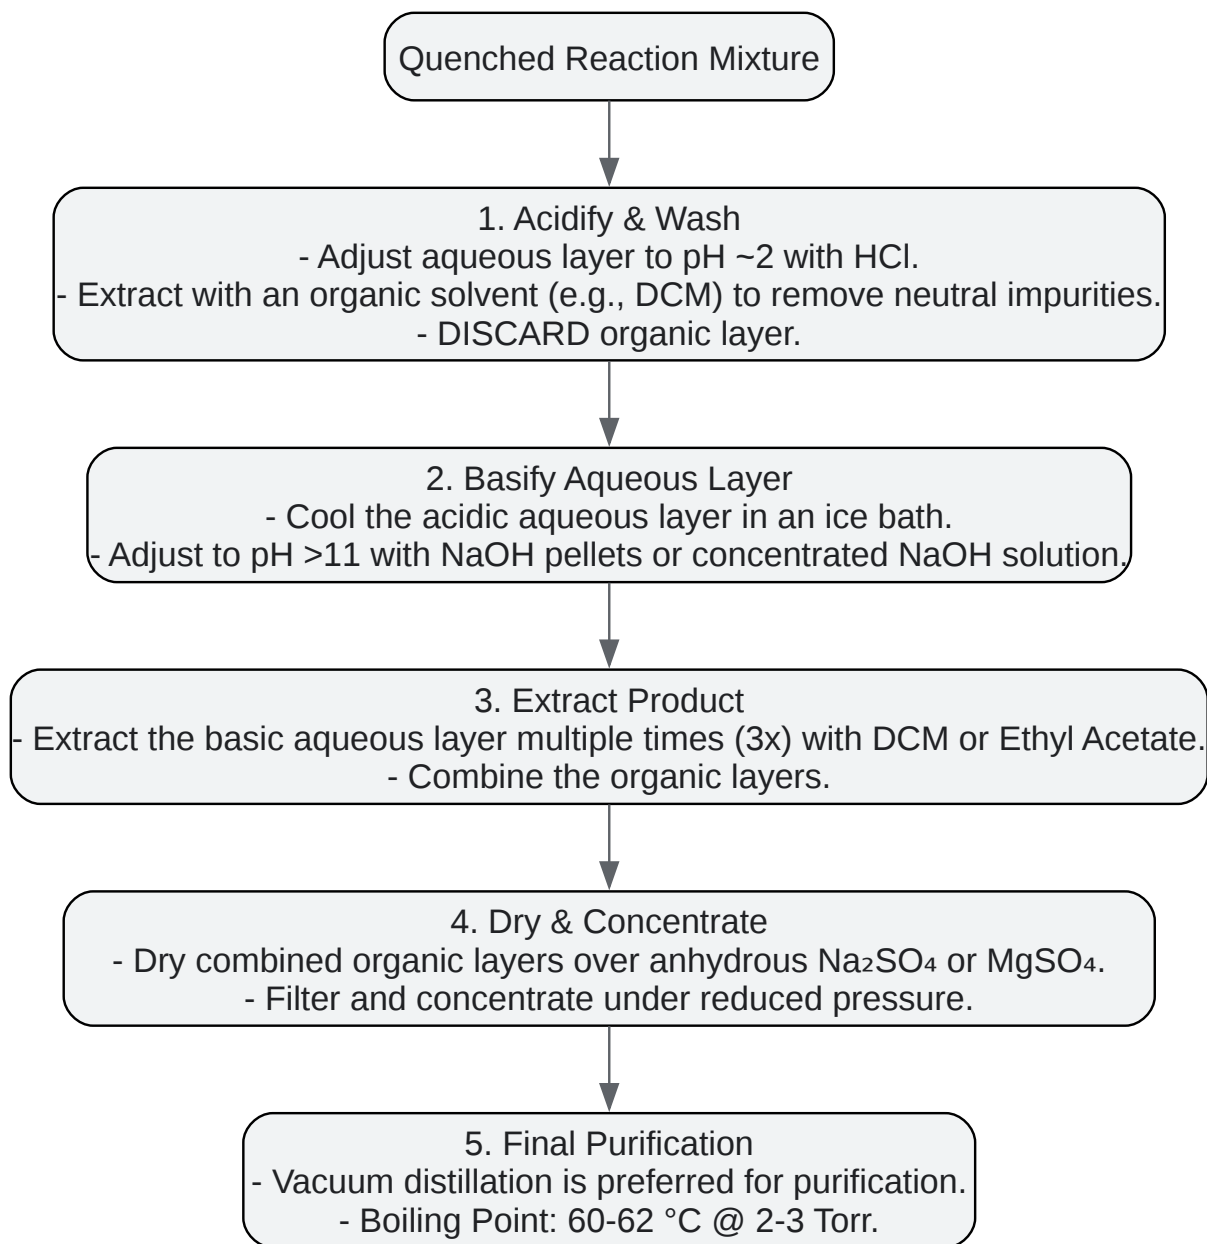 Quenched Reaction Mixture
1. Acidify & Wash
- Adjust aqueous layer to pH ~2 with HCl.
- Extract with an organic solvent (e.g., DCM) to remove neutral impurities.
- DISCARD organic layer.
2. Basify Aqueous Layer
- Cool the acidic aqueous layer in an ice bath.
- Adjust to pH >11 with NaOH pellets or concentrated NaOH solution.
3. Extract Product
- Extract the basic aqueous layer multiple times (3x) with DCM or Ethyl Acetate.
- Combine the organic layers.
4. Dry & Concentrate
- Dry combined organic layers over anhydrous Na₂SO₄ or MgSO₄.
- Filter and concentrate under reduced pressure.
5. Final Purification
- Vacuum distillation is preferred for purification.
- Boiling Point: 60-62 °C @ 2-3 Torr.